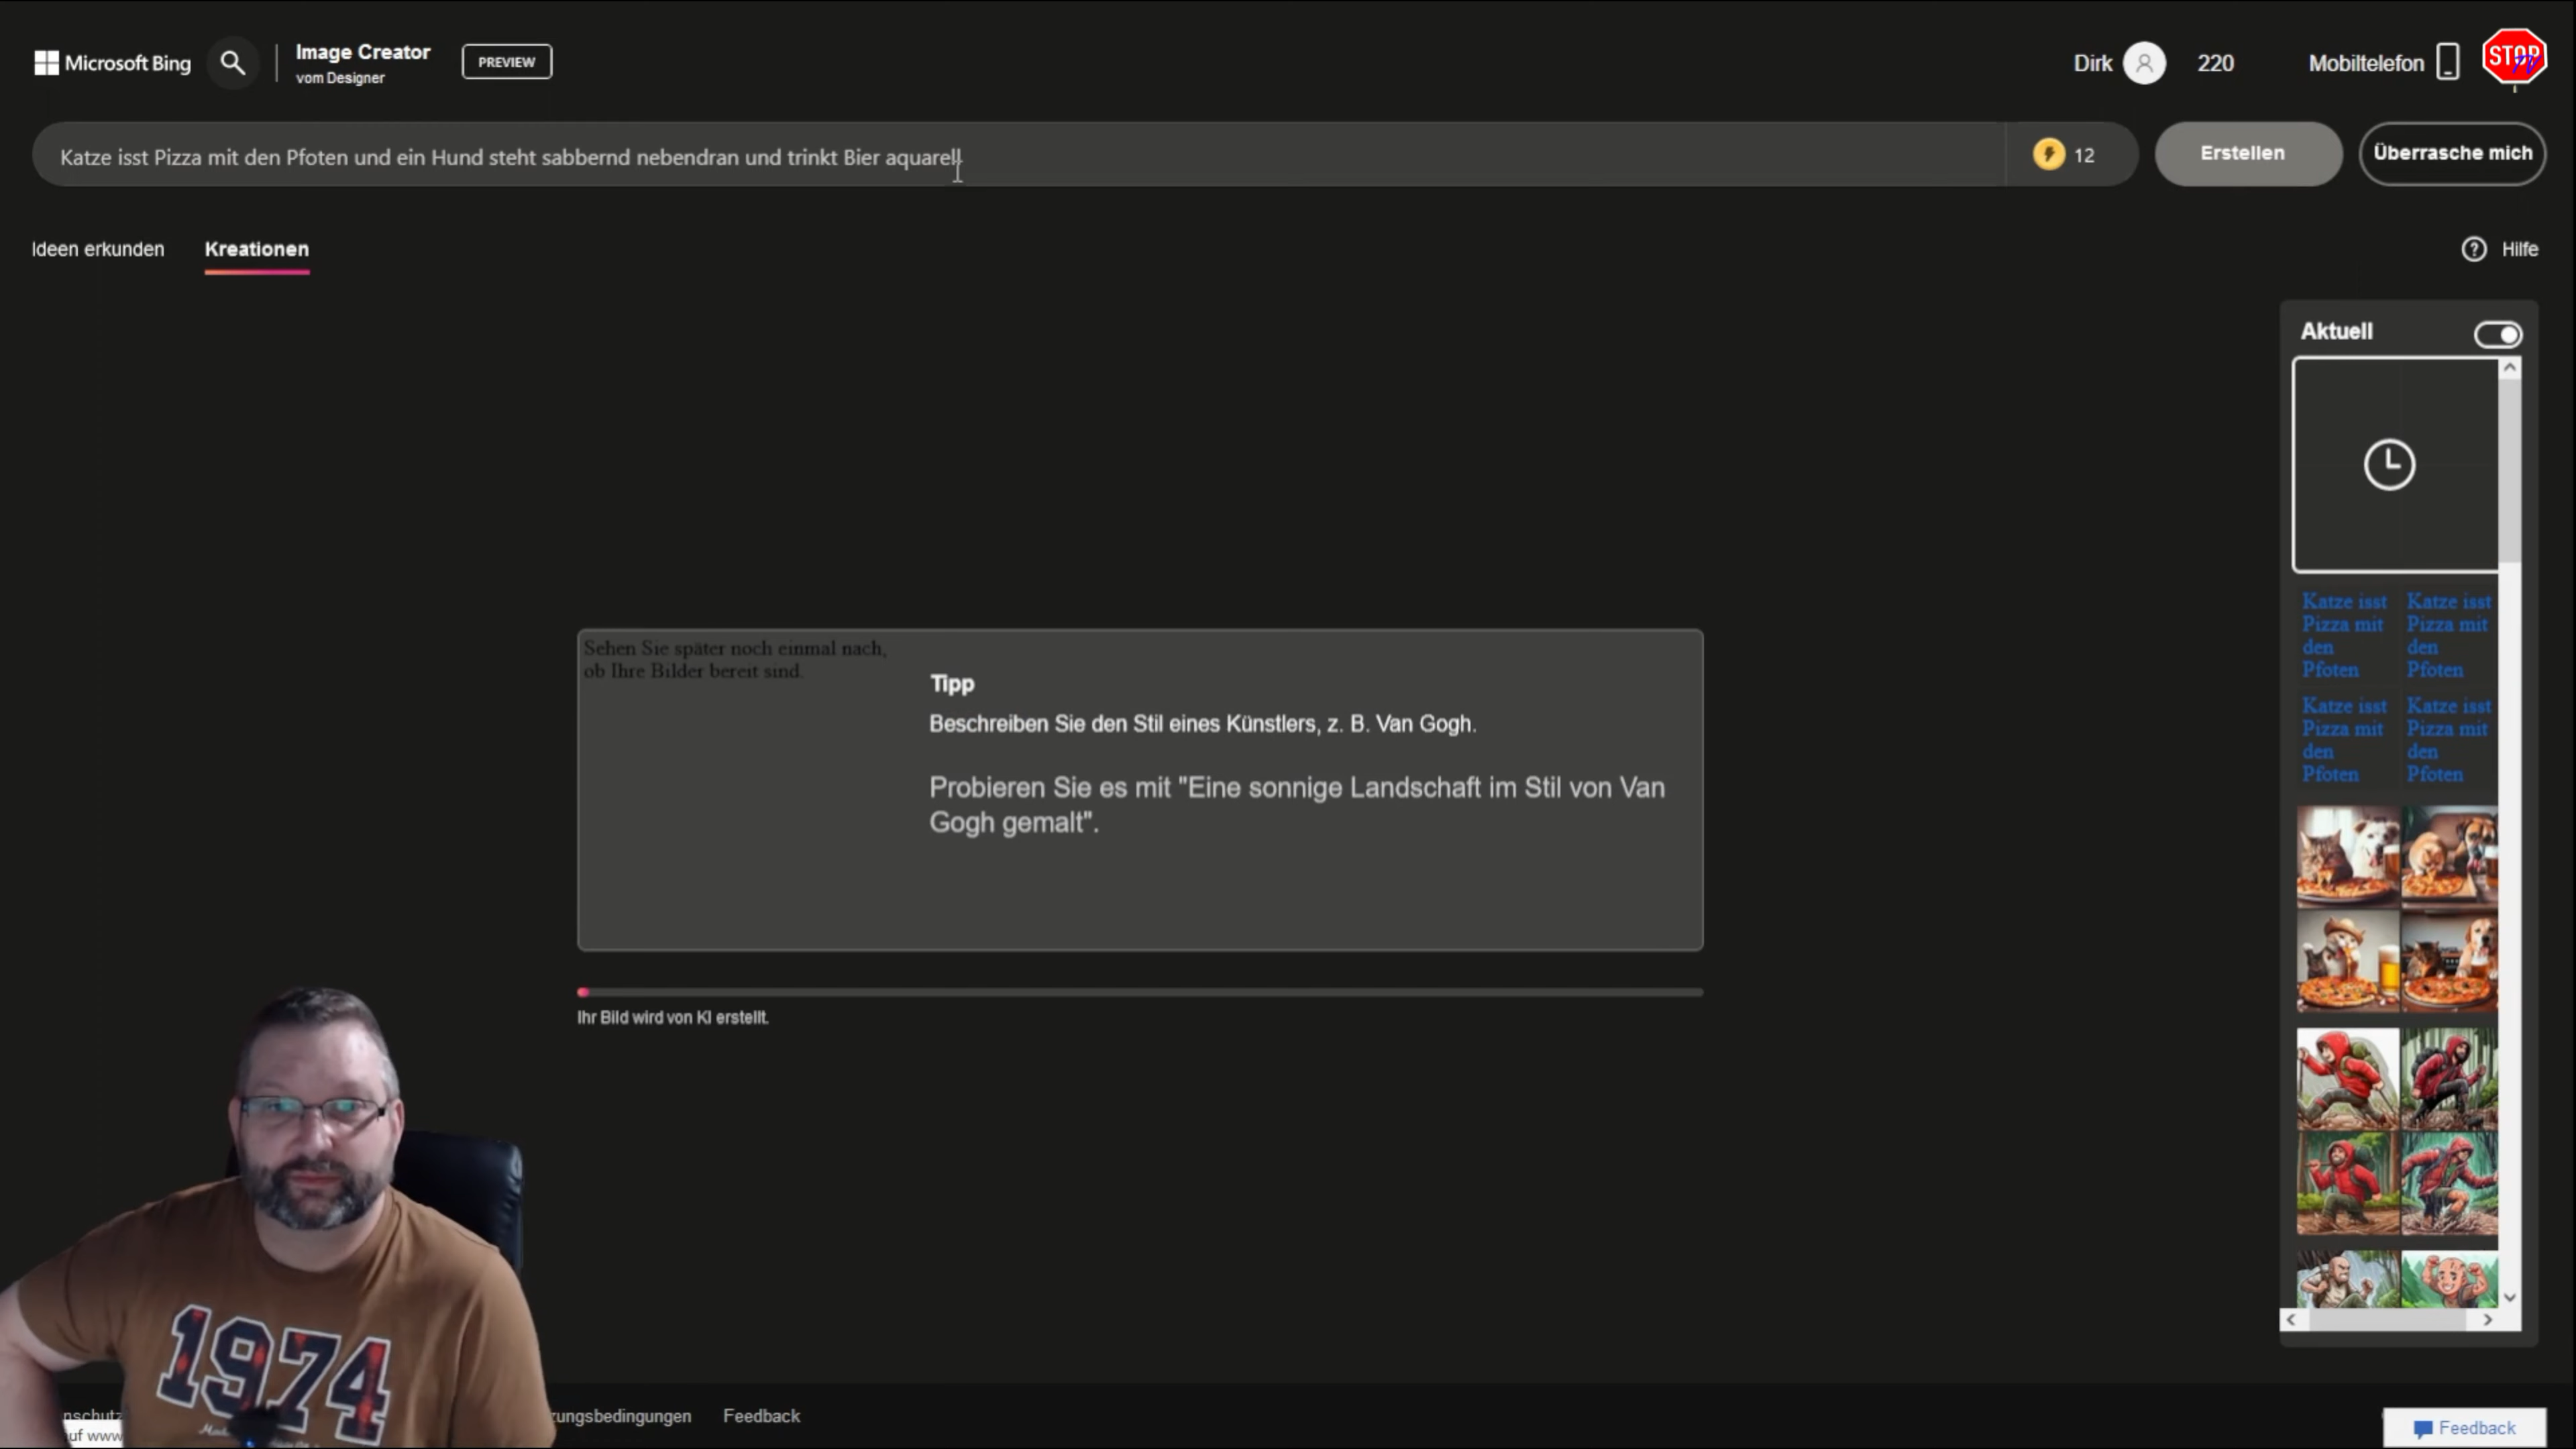 Microsoft Bing
Image Creator
vom Designer
PREVIEW
Dirk
220
Mobiltelefon
STOP
TV
Katze isst Pizza mit den Pfoten und ein Hund steht sabbernd nebendran und trinkt Bier aquarell
12
Erstellen
Überrasche mich
Ideen erkunden
Kreationen
Hilfe
Aktuell
Katze isst
Pizza mit
den
Pfoten
Katze isst
Pizza mit
den
Pfoten
Katze isst
Pizza mit
den
Pfoten
Katze isst
Pizza mit
den
Pfoten
Sehen Sie später noch einmal nach,
ob Ihre Bilder bereit sind.
Tipp
Beschreiben Sie den Stil eines Künstlers, z. B. Van Gogh.
Probieren Sie es mit "Eine sonnige Landschaft im Stil von Van
Gogh gemalt".
Ihr Bild wird von KI erstellt.
1974
nschutz
zungsbedingungen
Feedback
uf www
Feedback